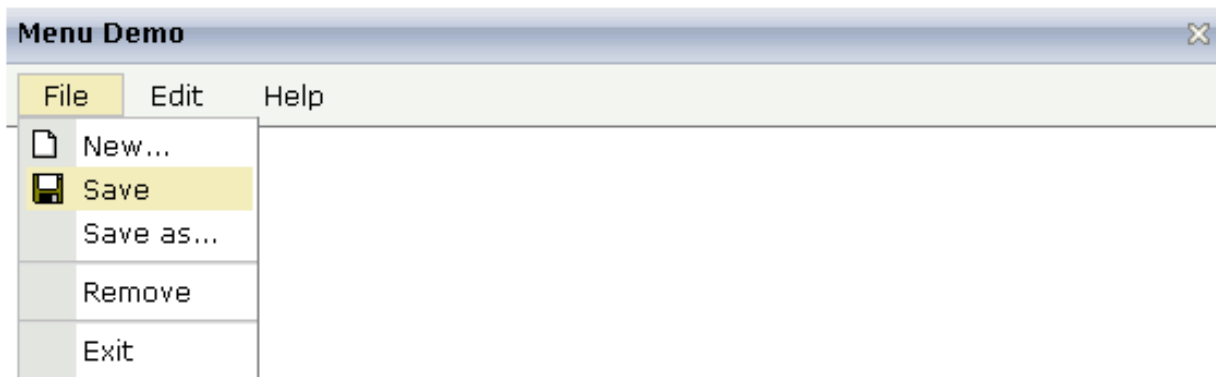 Menu Demo
File Edit Help
New...
Save
Save as...
Remove
Exit